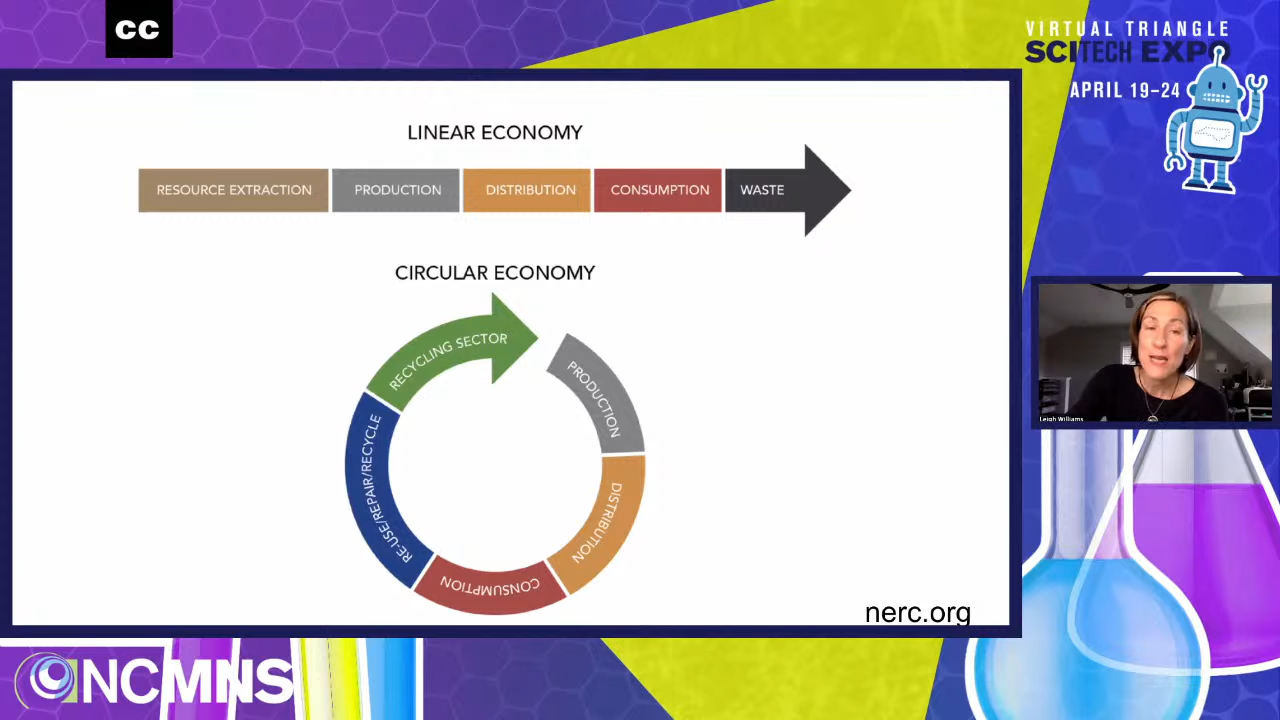 CC
VIRTUAL TRIANGLE
SCITECH EXPO
APRIL 19–24
LINEAR ECONOMY
RESOURCE EXTRACTION
PRODUCTION
DISTRIBUTION
CONSUMPTION
WASTE
CIRCULAR ECONOMY
RECYCLING SECTOR
PRODUCTION
DISTRIBUTION
CONSUMPTION
RE-USE/REPAIR/RECYCLE
nerc.org
Leigh Williams
NCMNS